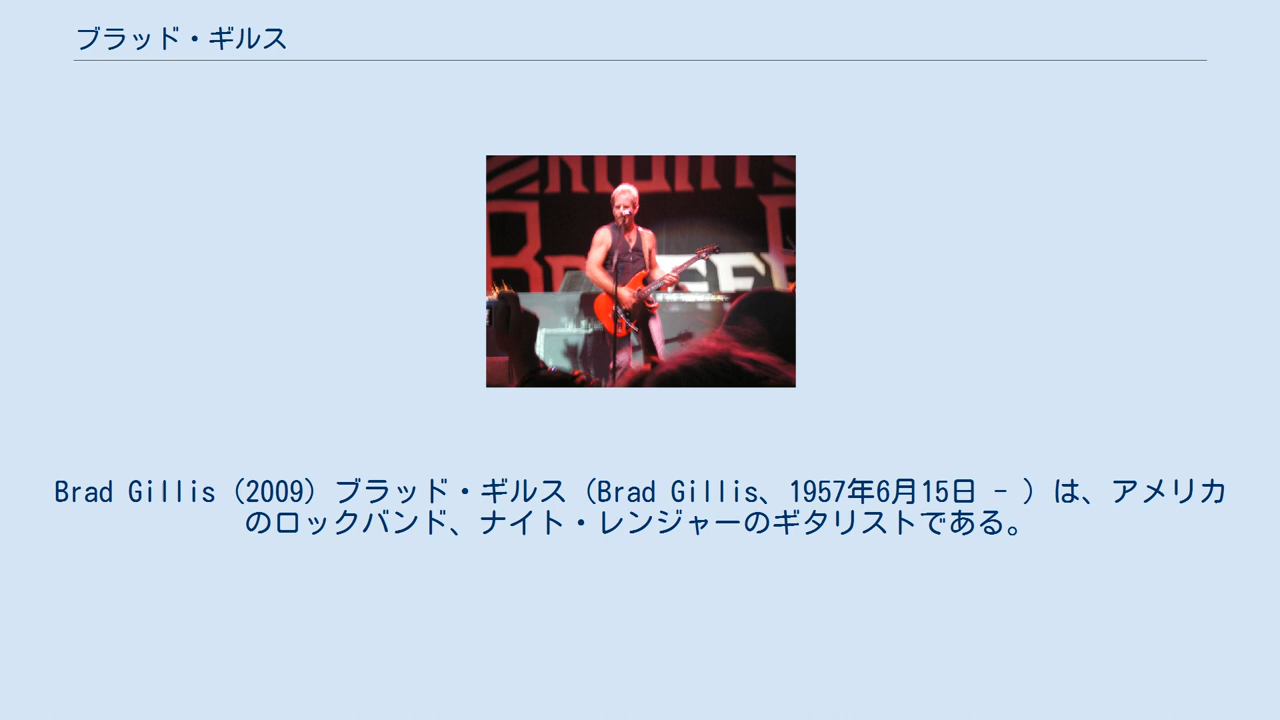 ブラッド・ギルス
Brad Gillis（2009）ブラッド・ギルス（Brad Gillis、1957年6月15日 - ）は、アメリカ
のロックバンド、ナイト・レンジャーのギタリストである。